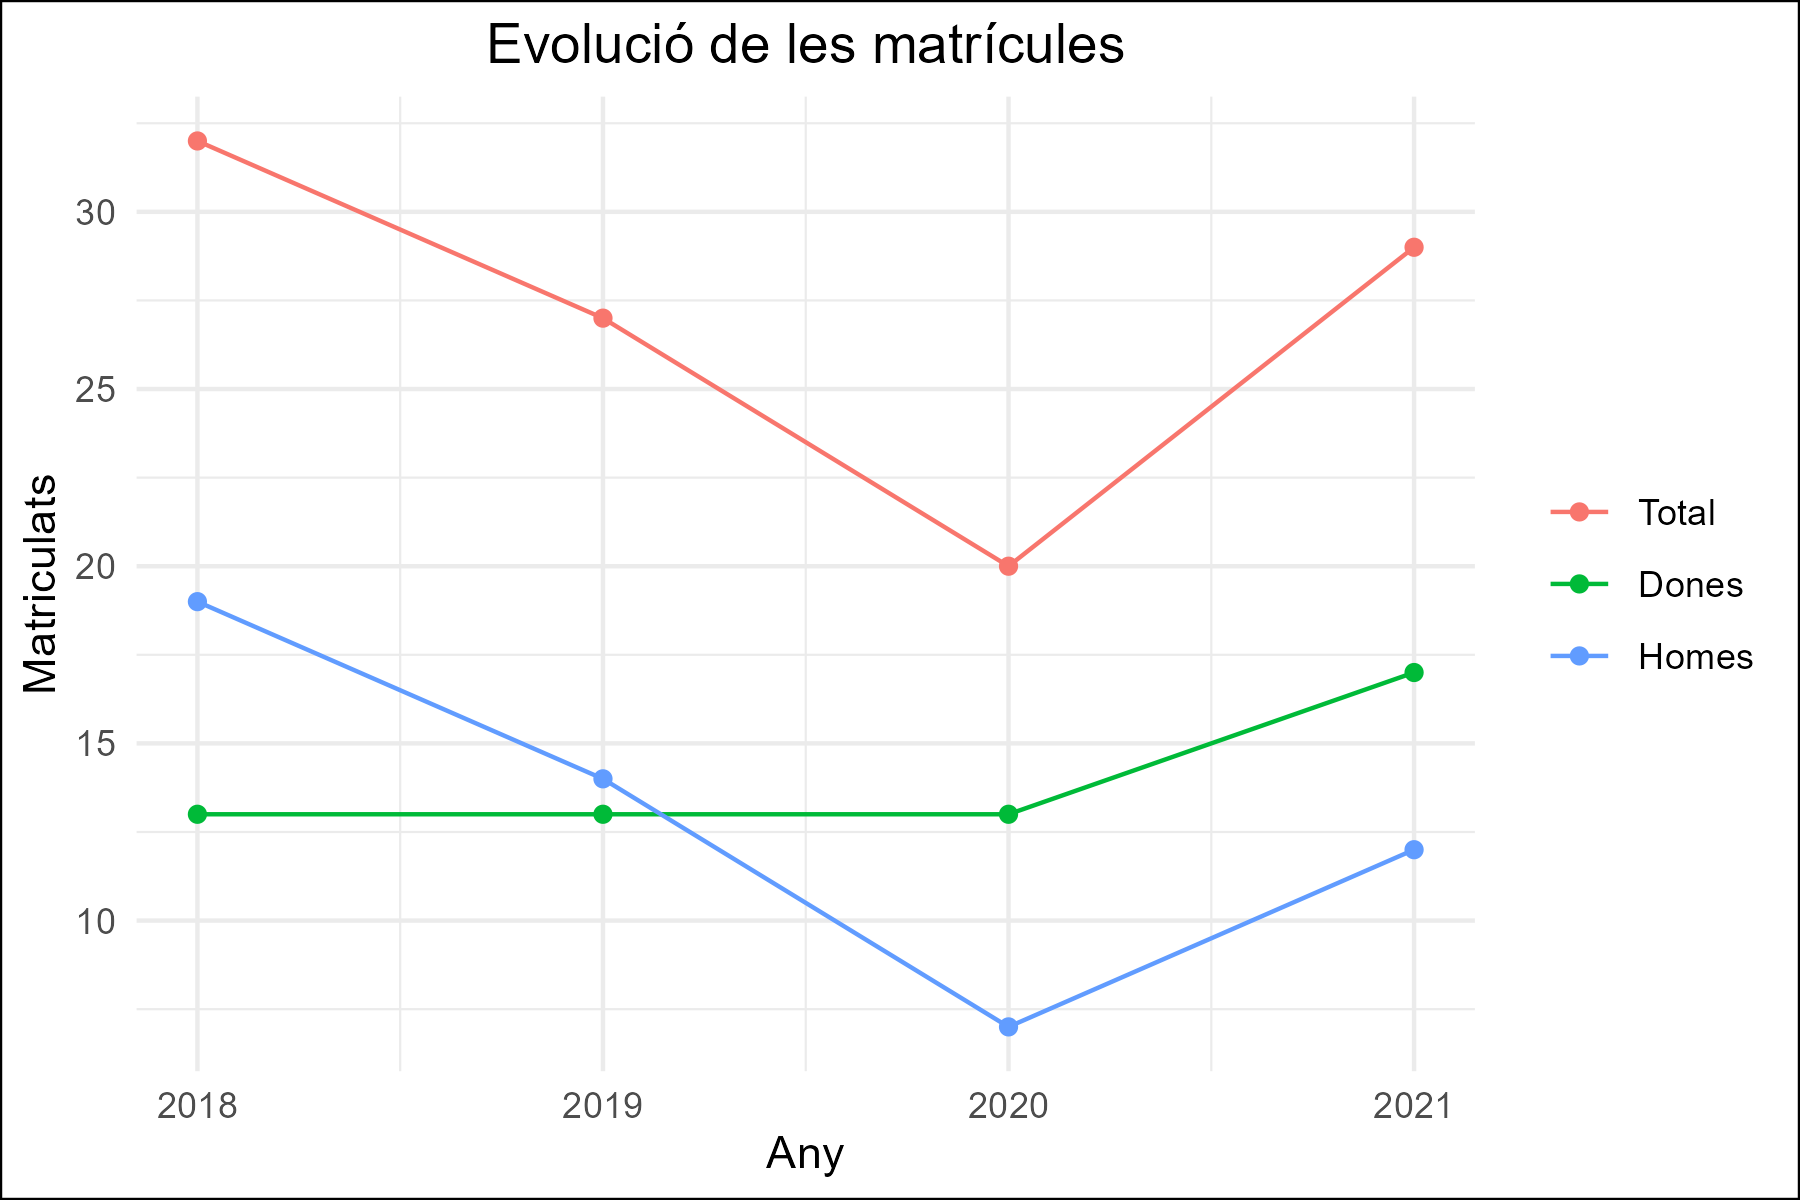 Evolució de les matrícules
30
25
20
15
10
Matriculats
2018 2019 2020 2021
Any
Total
Dones
Homes